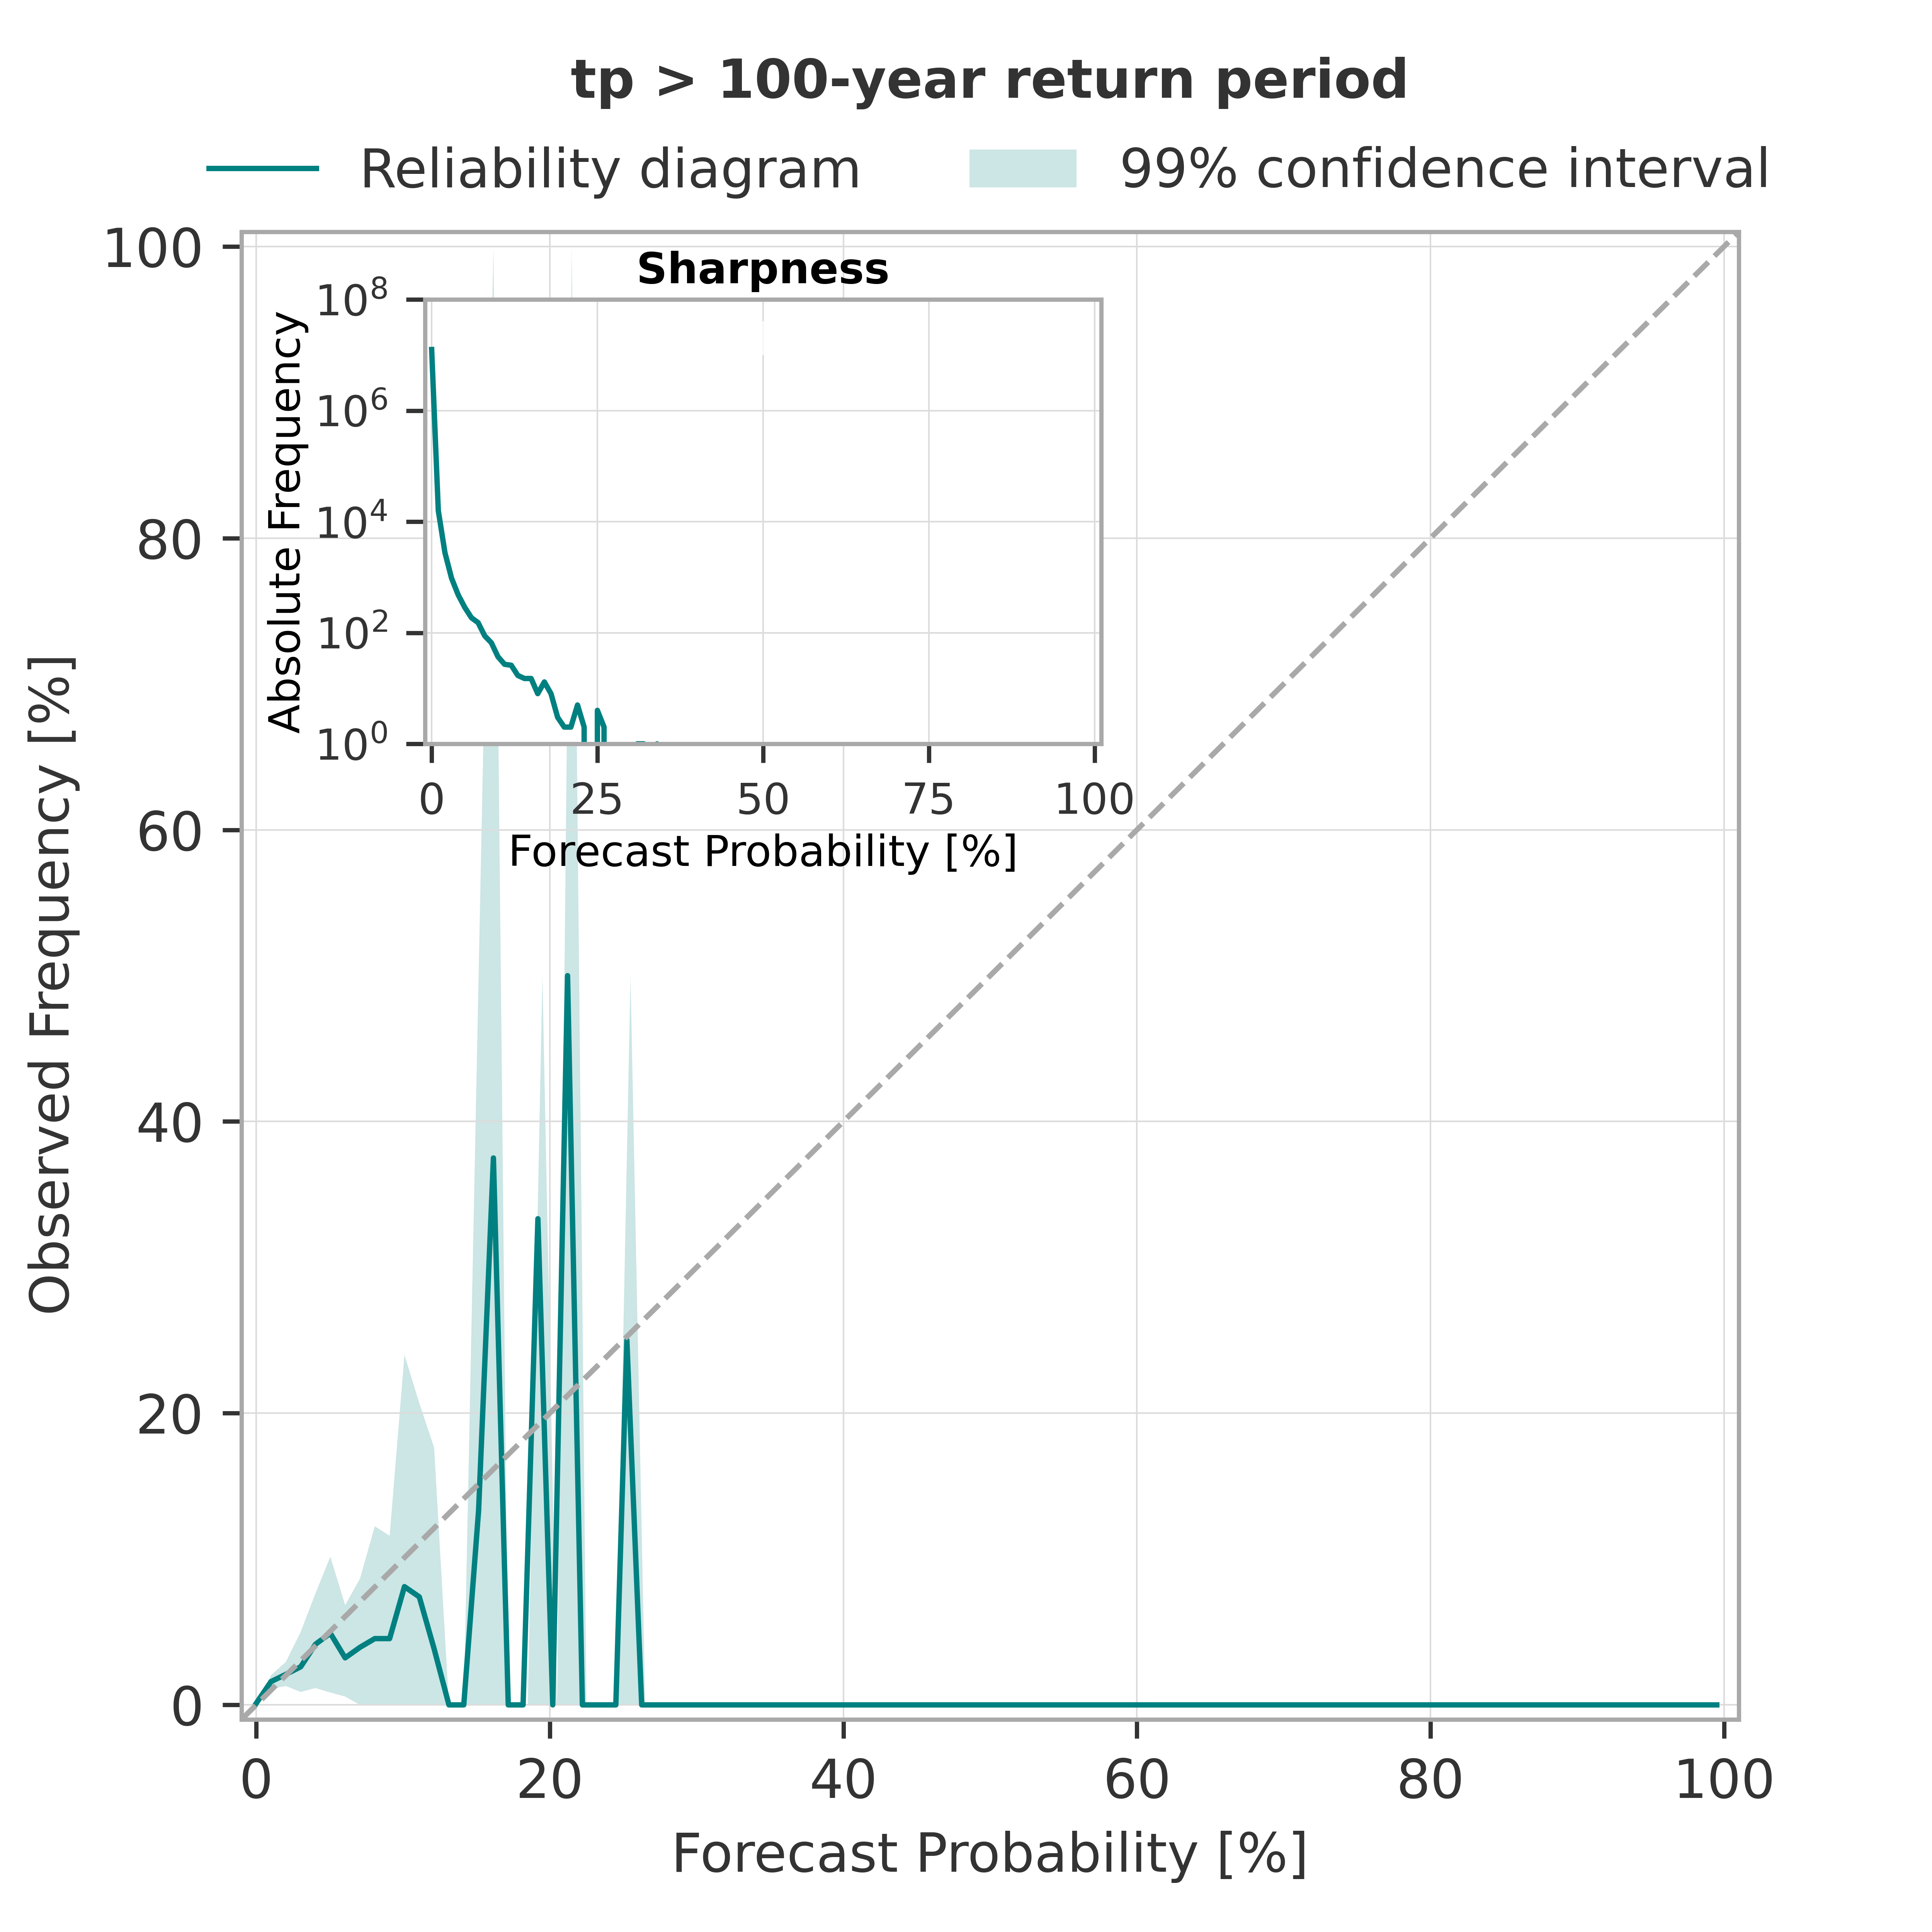 tp > 100-year return period
Reliability diagram 99% confidence interval
Sharpness
Absolute Frequency
10⁸
10⁶
10⁴
10²
10⁰
0 25 50 75 100
Forecast Probability [%]
Observed Frequency [%]
100
80
60
40
20
0
0 20 40 60 80 100
Forecast Probability [%]